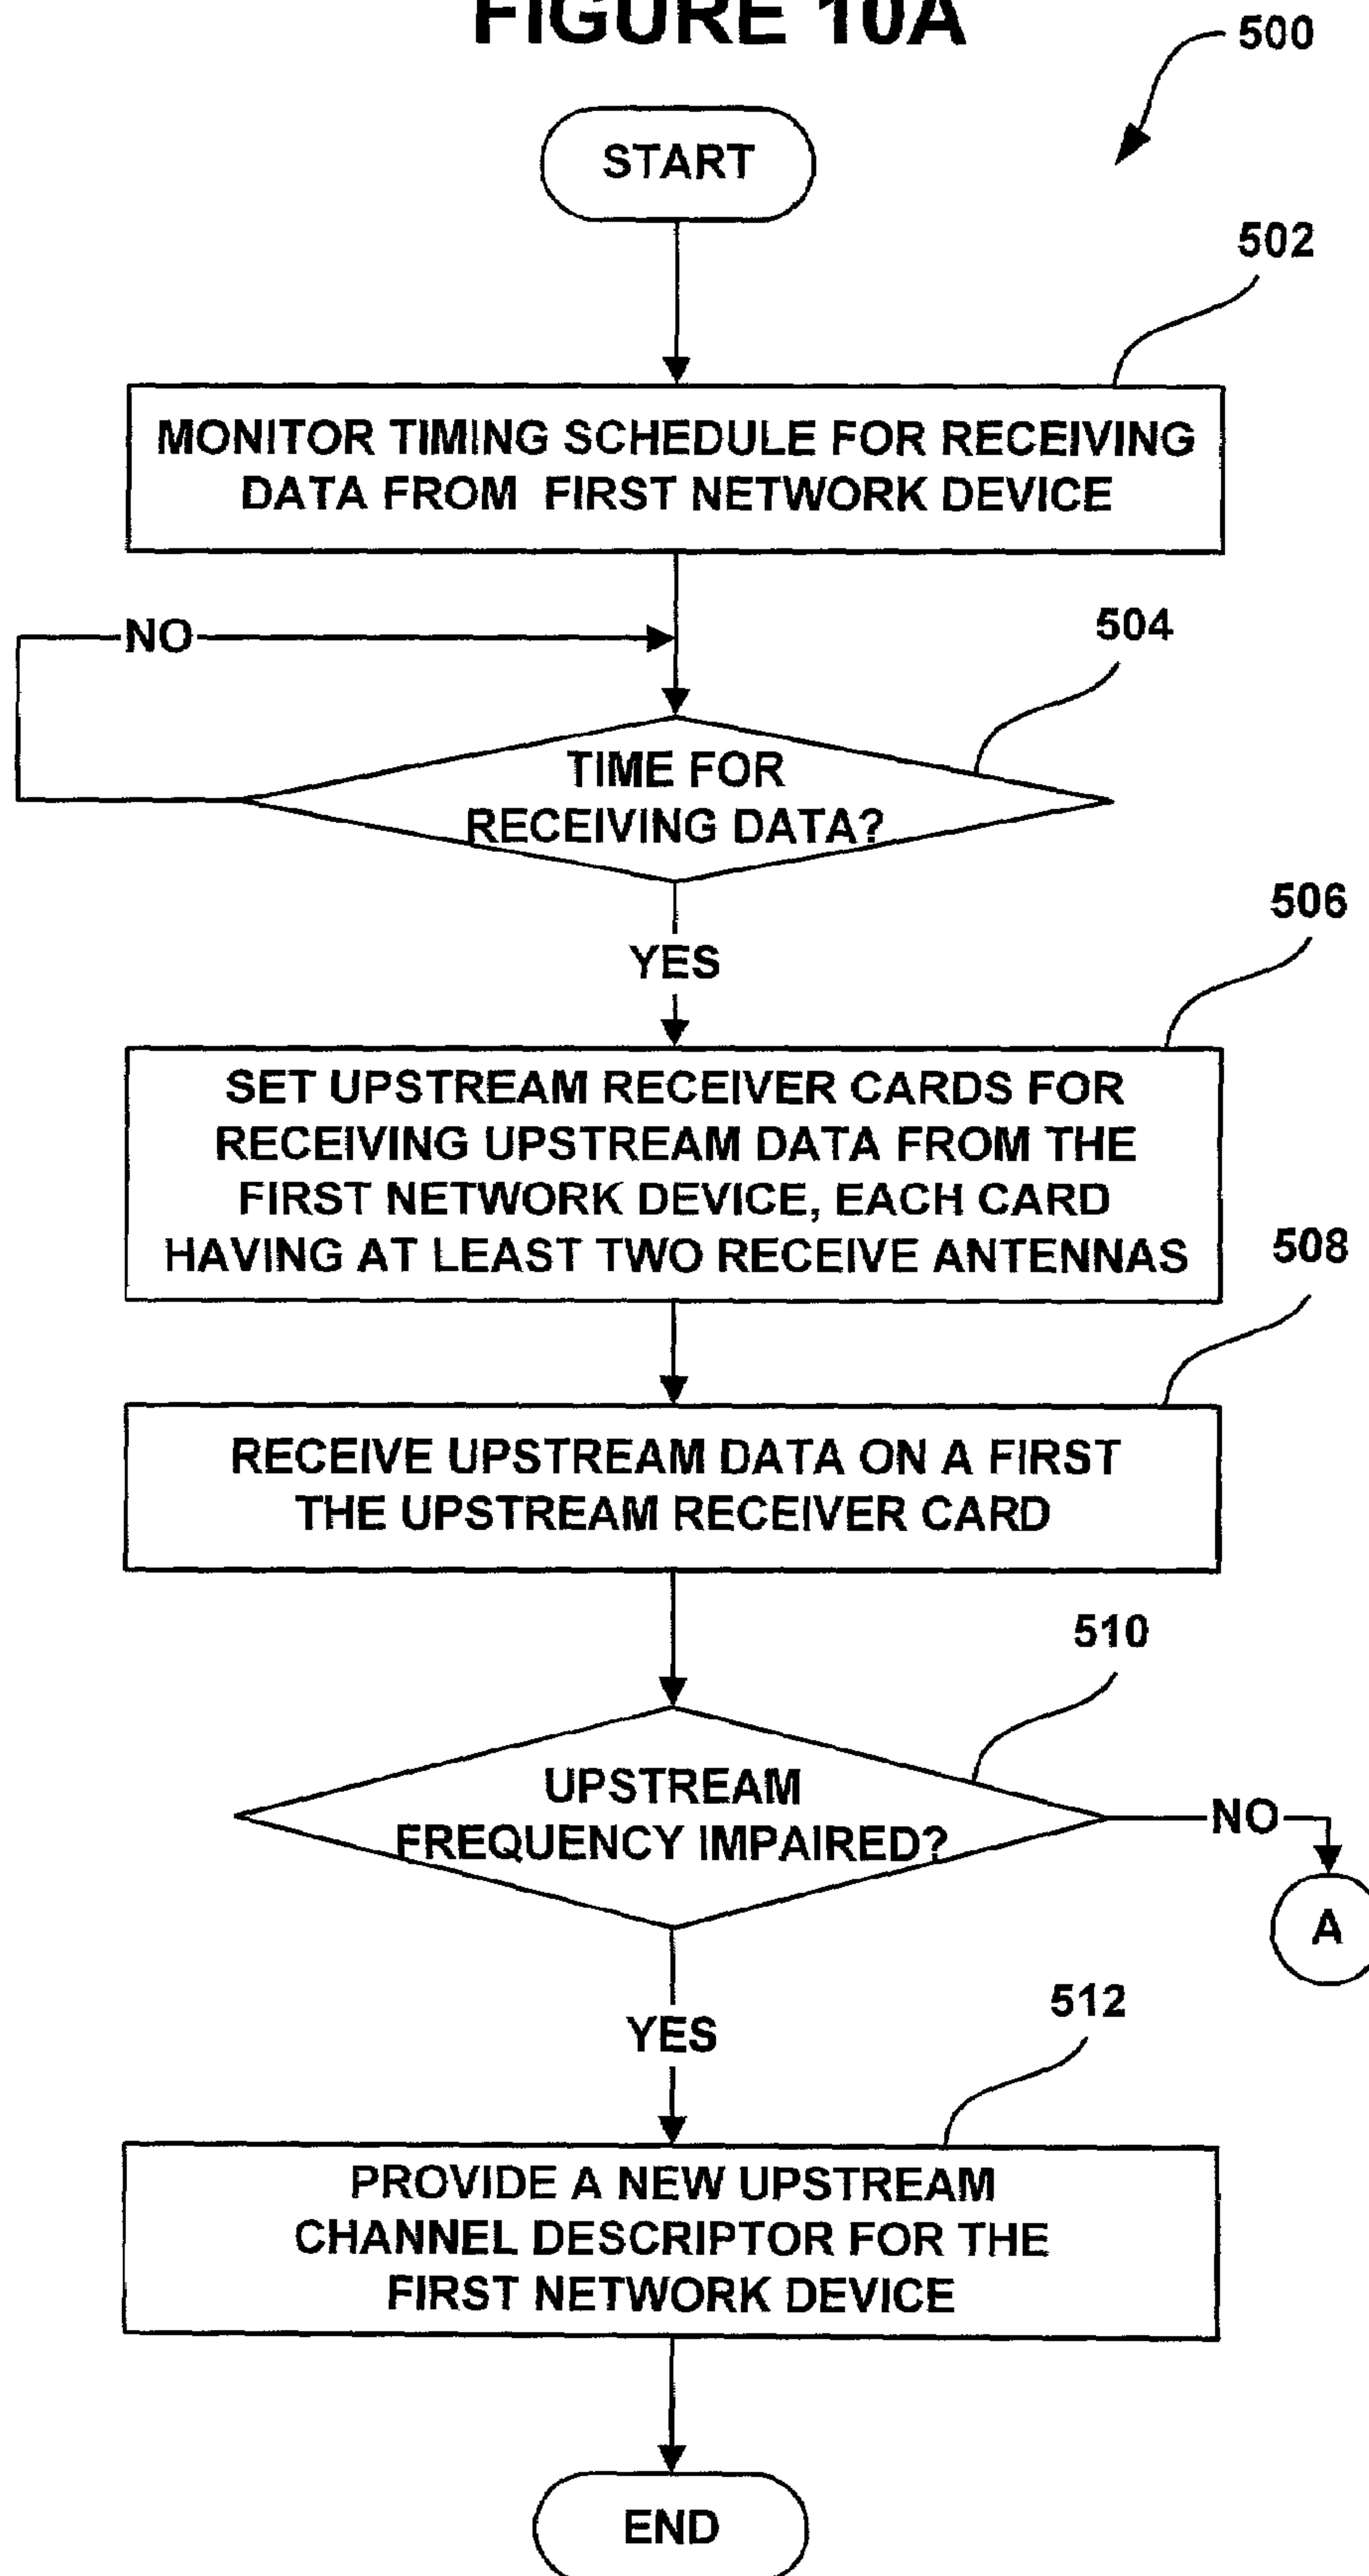 FIGURE 10A
500
START
502
MONITOR TIMING SCHEDULE FOR RECEIVING
DATA FROM FIRST NETWORK DEVICE
NO
504
TIME FOR
RECEIVING DATA?
YES
506
SET UPSTREAM RECEIVER CARDS FOR
RECEIVING UPSTREAM DATA FROM THE
FIRST NETWORK DEVICE, EACH CARD
HAVING AT LEAST TWO RECEIVE ANTENNAS
508
RECEIVE UPSTREAM DATA ON A FIRST
THE UPSTREAM RECEIVER CARD
510
UPSTREAM
FREQUENCY IMPAIRED?
NO
A
YES
512
PROVIDE A NEW UPSTREAM
CHANNEL DESCRIPTOR FOR THE
FIRST NETWORK DEVICE
END